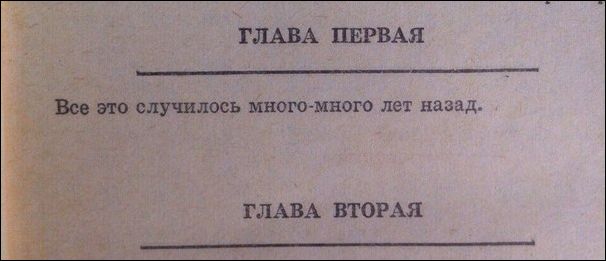 ГЛАВА ПЕРВАЯ
Все это случилось много-много лет назад.
ГЛАВА ВТОРАЯ